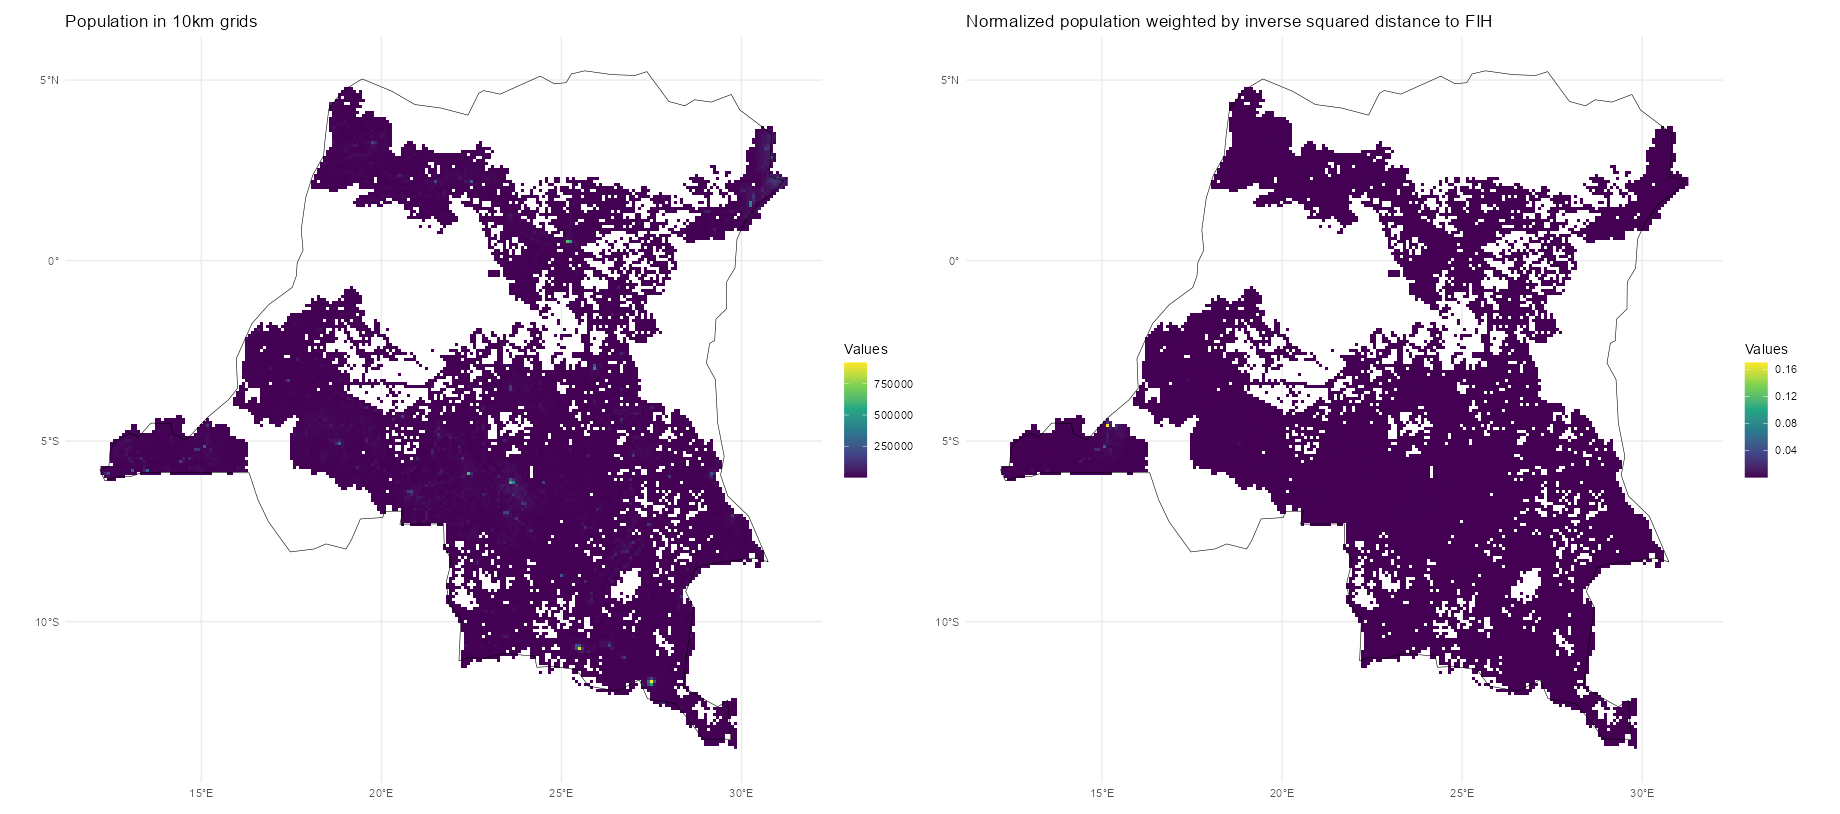 Population in 10km grids
5°N
0°
5°S
10°S
15°E
20°E
25°E
30°E
Values
750000
500000
250000
Normalized population weighted by inverse squared distance to FIH
5°N
0°
5°S
10°S
15°E
20°E
25°E
30°E
Values
0.16
0.12
0.08
0.04